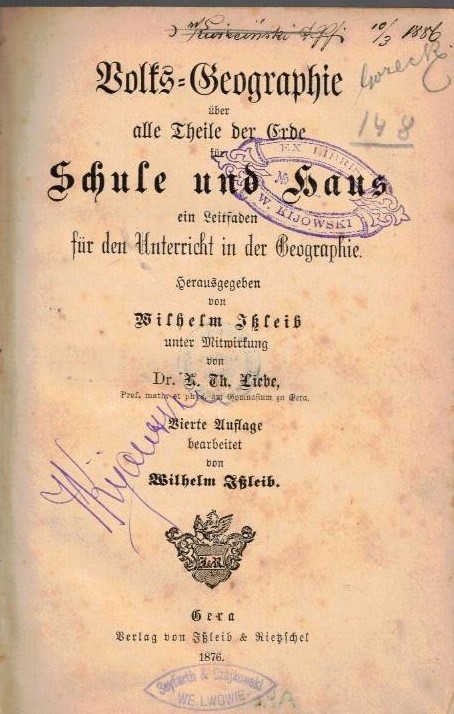 10/3 1886
Gorecki
148
Volks-Geographie
über
alle Theile der Erde
für
Schule und Haus
EX LIBRIS
No
W. KIJOWSKI
ein Leitfaden
für den Unterricht in der Geographie.
Herausgegeben
von
Wilhelm Ißleib
unter Mitwirkung
von
Dr. K. Th. Liebe,
Prof. math. et phys. am Gymnasium zu Gera.
Vierte Auflage
bearbeitet
von
Wilhelm Ißleib.
WKijowski
J&R
Gera
Verlag von Ißleib & Rietzschel
1876.
Seyfarth & Czajkowski
WE LWOWIE